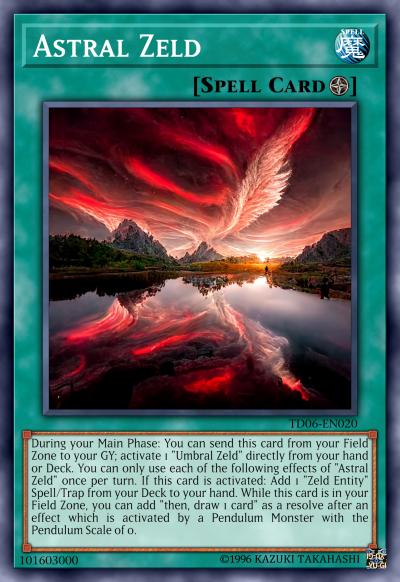 ASTRAL ZELD
SPELL
魔
[SPELL CARD]
TD06-EN020
During your Main Phase: You can send this card from your Field
Zone to your GY; activate 1 "Umbral Zeld" directly from your hand
or Deck. You can only use each of the following effects of "Astral
Zeld" once per turn. If this card is activated: Add 1 "Zeld Entity"
Spell/Trap from your Deck to your hand. While this card is in your
Field Zone, you can add "then, draw 1 card" as a resolve after an
effect which is activated by a Pendulum Monster with the
Pendulum Scale of 0.
101603000
©1996 KAZUKI TAKAHASHI